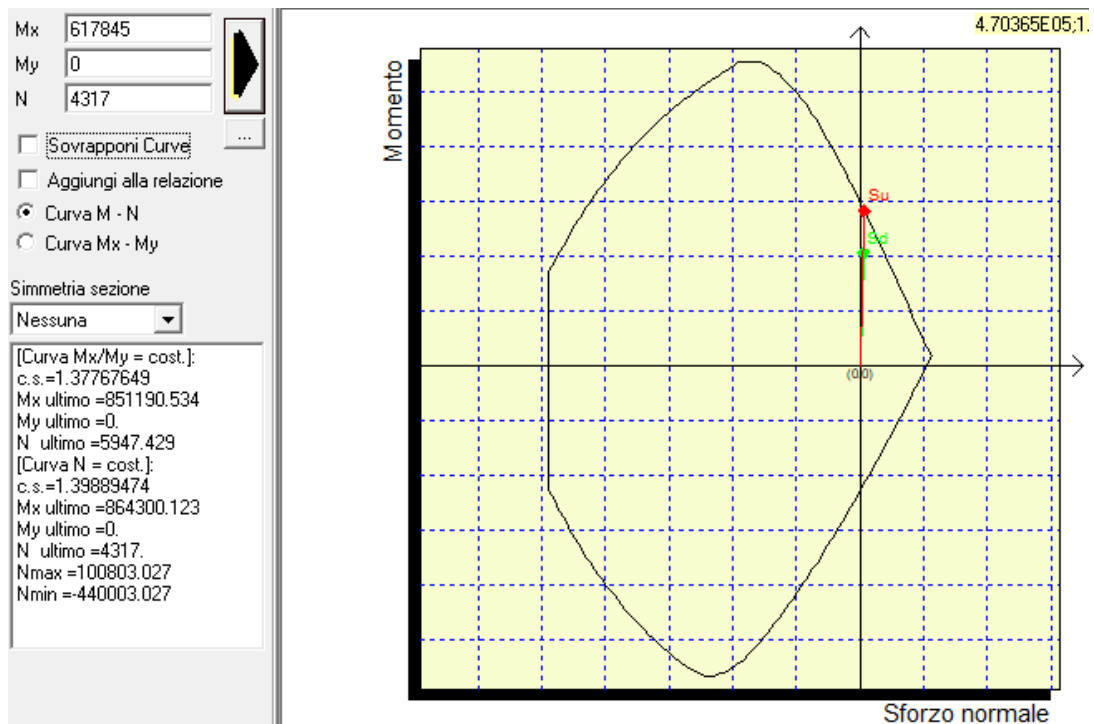 Mx 617845
My 0
N 4317
...
Sovrapponi Curve
Aggiungi alla relazione
Curva M - N
Curva Mx - My
Simmetria sezione
Nessuna
[Curva Mx/My = cost.]:
c.s.=1.37767649
Mx ultimo =851190.534
My ultimo =0.
N ultimo =5947.429
[Curva N = cost.]:
c.s.=1.39889474
Mx ultimo =864300.123
My ultimo =0.
N ultimo =4317.
Nmax =100803.027
Nmin =-440003.027
4.70365E05;1.
Momento
Su
Sd
(0,0)
Sforzo normale